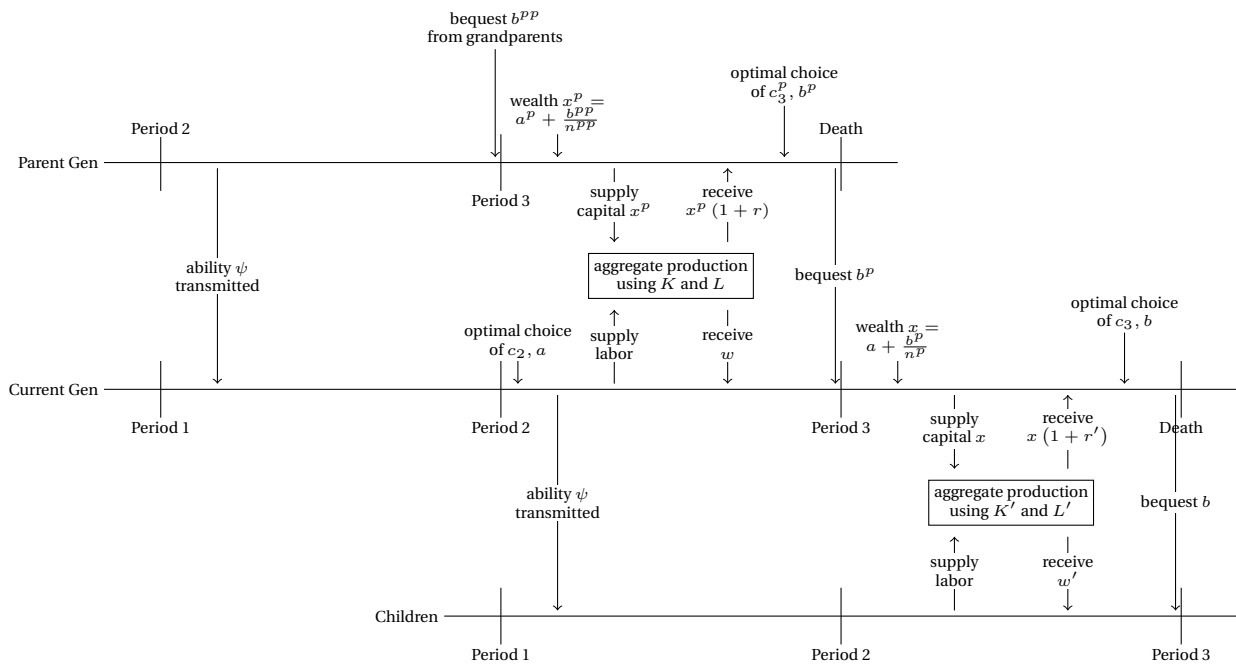 bequest b^{pp}
from grandparents
optimal choice
of c_3^p, b^p
wealth x^p =
a^p + \frac{b^{pp}}{n^{pp}}
Period 2
Death
Parent Gen
Period 3
supply
capital x^p
receive
x^p (1 + r)
ability ψ
transmitted
aggregate production
using K and L
bequest b^p
optimal choice
of c_3, b
optimal choice
of c_2, a
supply
labor
receive
w
wealth x =
a + \frac{b^p}{n^p}
Current Gen
Period 1
Period 2
Period 3
Death
supply
capital x
receive
x (1 + r′)
ability ψ
transmitted
aggregate production
using K′ and L′
bequest b
supply
labor
receive
w′
Children
Period 1
Period 2
Period 3